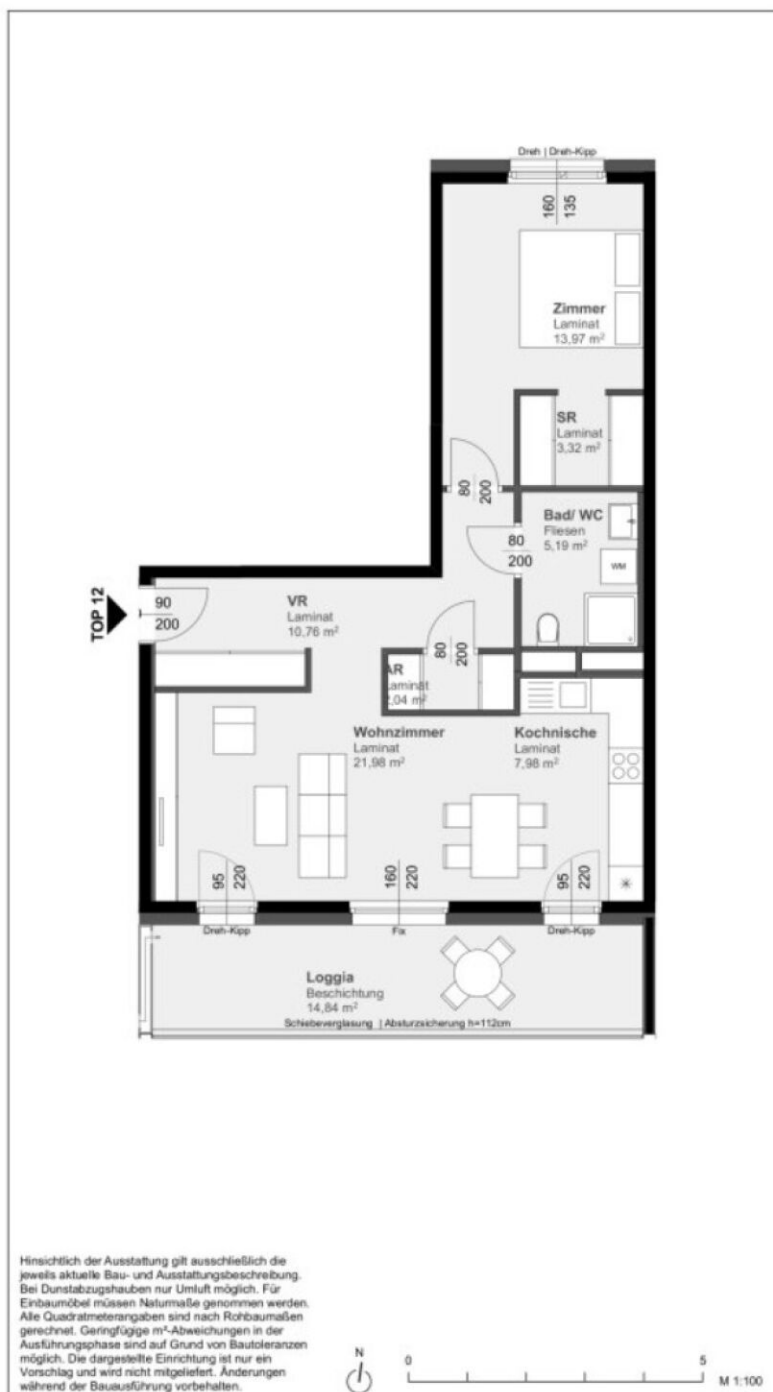 Dreh | Dreh-Kipp
160
135
Zimmer
Laminat
13,97 m²
SR
Laminat
3,32 m²
80
200
Bad/ WC
Fliesen
5,19 m²
80
200
WM
TOP 12
90
200
VR
Laminat
10,76 m²
80
200
AR
Laminat
2,04 m²
Wohnzimmer
Laminat
21,98 m²
Kochnische
Laminat
7,98 m²
95
220
160
220
95
220
Dreh-Kipp
Fix
Dreh-Kipp
Loggia
Beschichtung
14,84 m²
Schiebeverglasung | Absturzsicherung h=112cm
Hinsichtlich der Ausstattung gilt ausschließlich die
jeweils aktuelle Bau- und Ausstattungsbeschreibung.
Bei Dunstabzugshauben nur Umluft möglich. Für
Einbaumöbel müssen Naturmaße genommen werden.
Alle Quadratmeterangaben sind nach Rohbaumaßen
gerechnet. Geringfügige m²-Abweichungen in der
Ausführungsphase sind auf Grund von Bautoleranzen
möglich. Die dargestellte Einrichtung ist nur ein
Vorschlag und wird nicht mitgeliefert. Änderungen
während der Bauausführung vorbehalten.
N
0
5
M 1:100